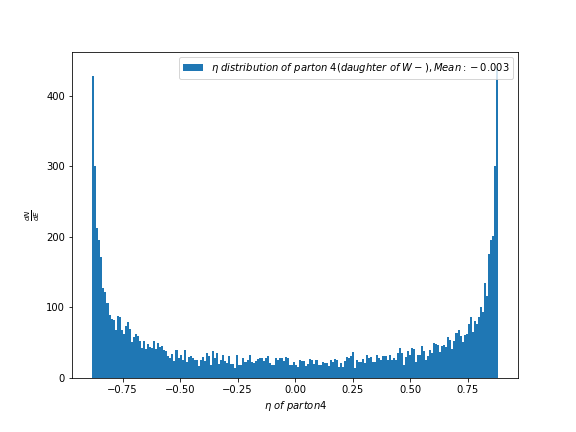 η distribution of parton 4(daughter of W−), Mean: −0.003
400
300
200
100
0
dN
dE
−0.75 −0.50 −0.25 0.00 0.25 0.50 0.75
η of parton4